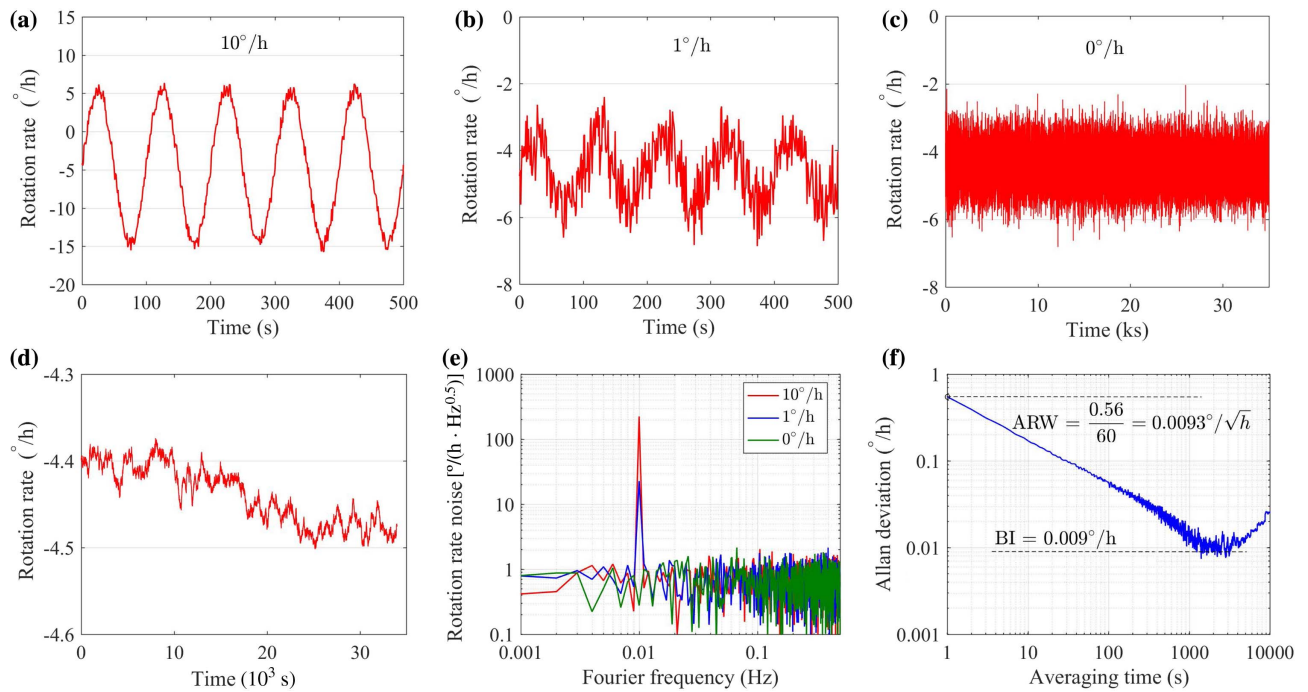 (a)
15
10
5
0
-5
-10
-15
-20
10°/h
Rotation rate (°/h)
0 100 200 300 400 500
Time (s)
(b)
0
-2
-4
-6
-8
1°/h
Rotation rate (°/h)
0 100 200 300 400 500
Time (s)
(c)
0
-2
-4
-6
-8
0°/h
Rotation rate (°/h)
0 10 20 30
Time (ks)
(d)
-4.3
-4.4
-4.5
-4.6
Rotation rate (°/h)
0 10 20 30
Time (10³ s)
(e)
1000
100
10
1
0.1
10°/h
1°/h
0°/h
Rotation rate noise [º/(h · Hz⁰·⁵)]
0.001 0.01 0.1
Fourier frequency (Hz)
(f)
1
0.1
0.01
0.001
ARW = 0.56/60 = 0.0093°/√h
BI = 0.009°/h
Allan deviation (°/h)
1 10 100 1000 10000
Averaging time (s)